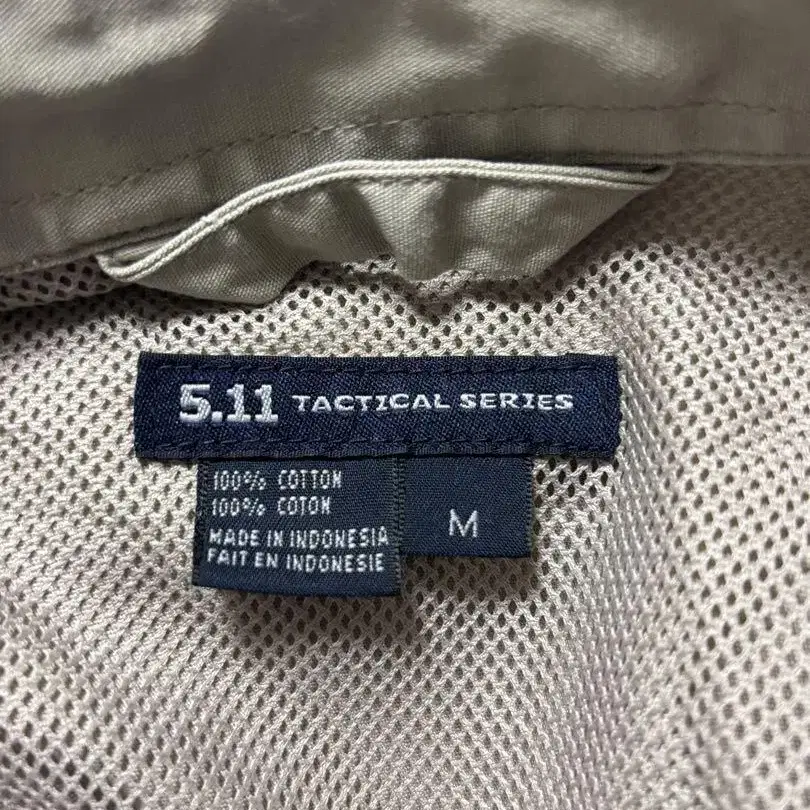 5.11 TACTICAL SERIES
100% COTTON
100% COTON
MADE IN INDONESIA
FAIT EN INDONESIE
M